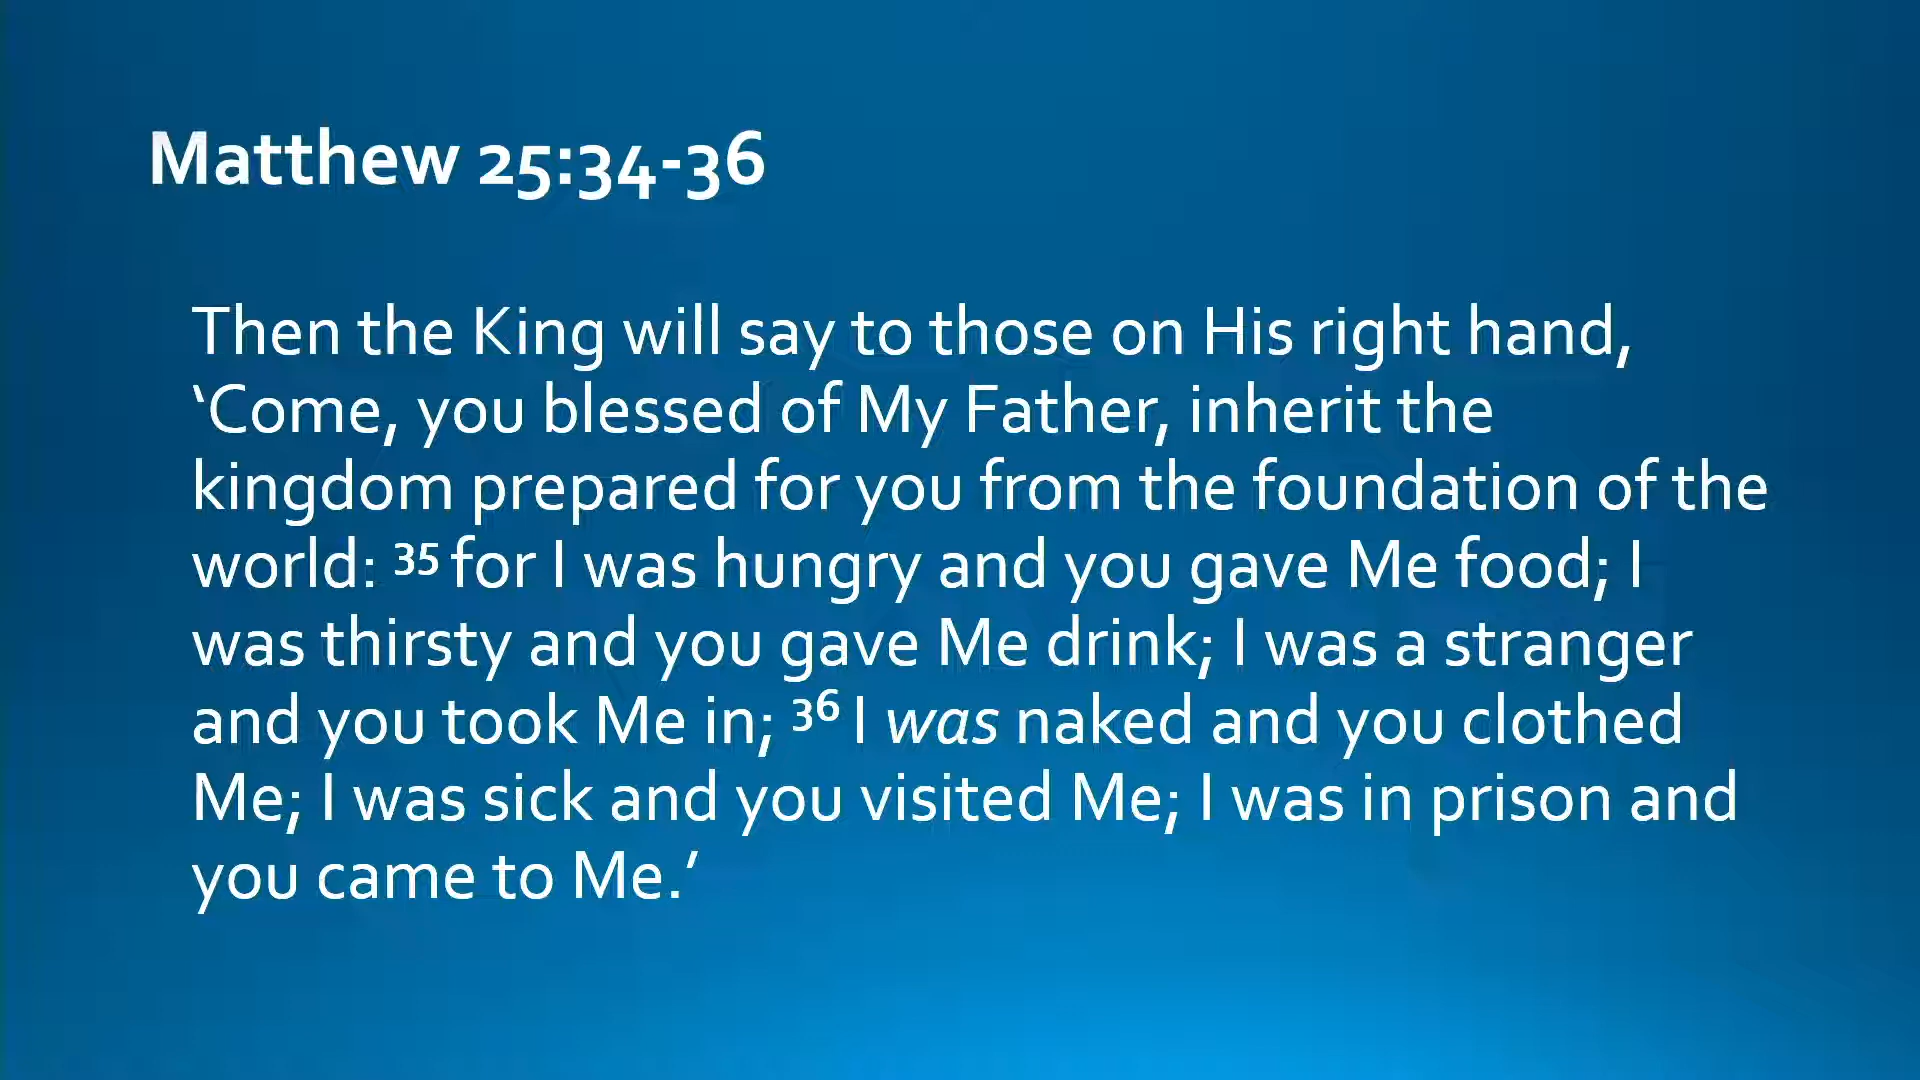 Matthew 25:34-36
Then the King will say to those on His right hand,
‘Come, you blessed of My Father, inherit the
kingdom prepared for you from the foundation of the
world: 35 for I was hungry and you gave Me food; I
was thirsty and you gave Me drink; I was a stranger
and you took Me in; 36 I was naked and you clothed
Me; I was sick and you visited Me; I was in prison and
you came to Me.’